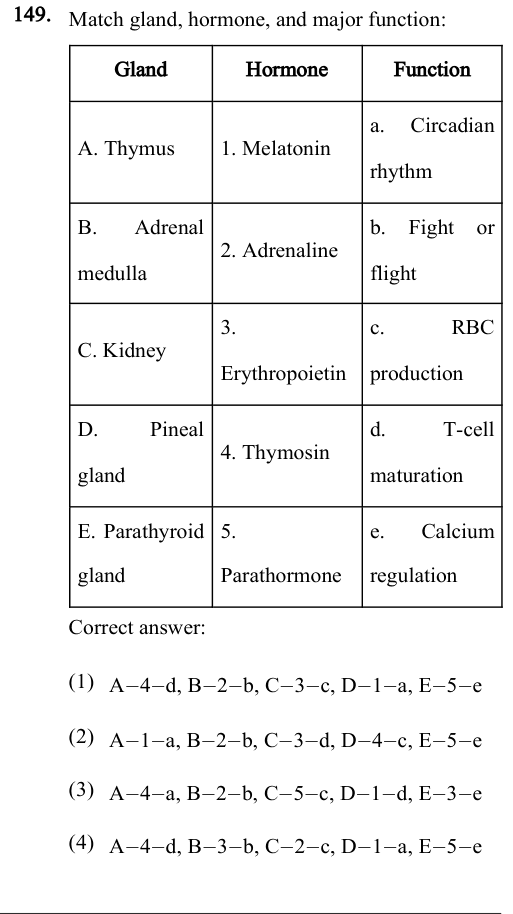 149. Match gland, hormone, and major function:
Gland Hormone Function
A. Thymus
1. Melatonin
a. Circadian
rhythm
B. Adrenal
medulla
2. Adrenaline
b. Fight or
flight
C. Kidney
3.
Erythropoietin
c. RBC
production
D. Pineal
gland
4. Thymosin
d. T-cell
maturation
E. Parathyroid
gland
5.
Parathormone
e. Calcium
regulation
Correct answer:
(1) A–4–d, B–2–b, C–3–c, D–1–a, E–5–e
(2) A–1–a, B–2–b, C–3–d, D–4–c, E–5–e
(3) A–4–a, B–2–b, C–5–c, D–1–d, E–3–e
(4) A–4–d, B–3–b, C–2–c, D–1–a, E–5–e